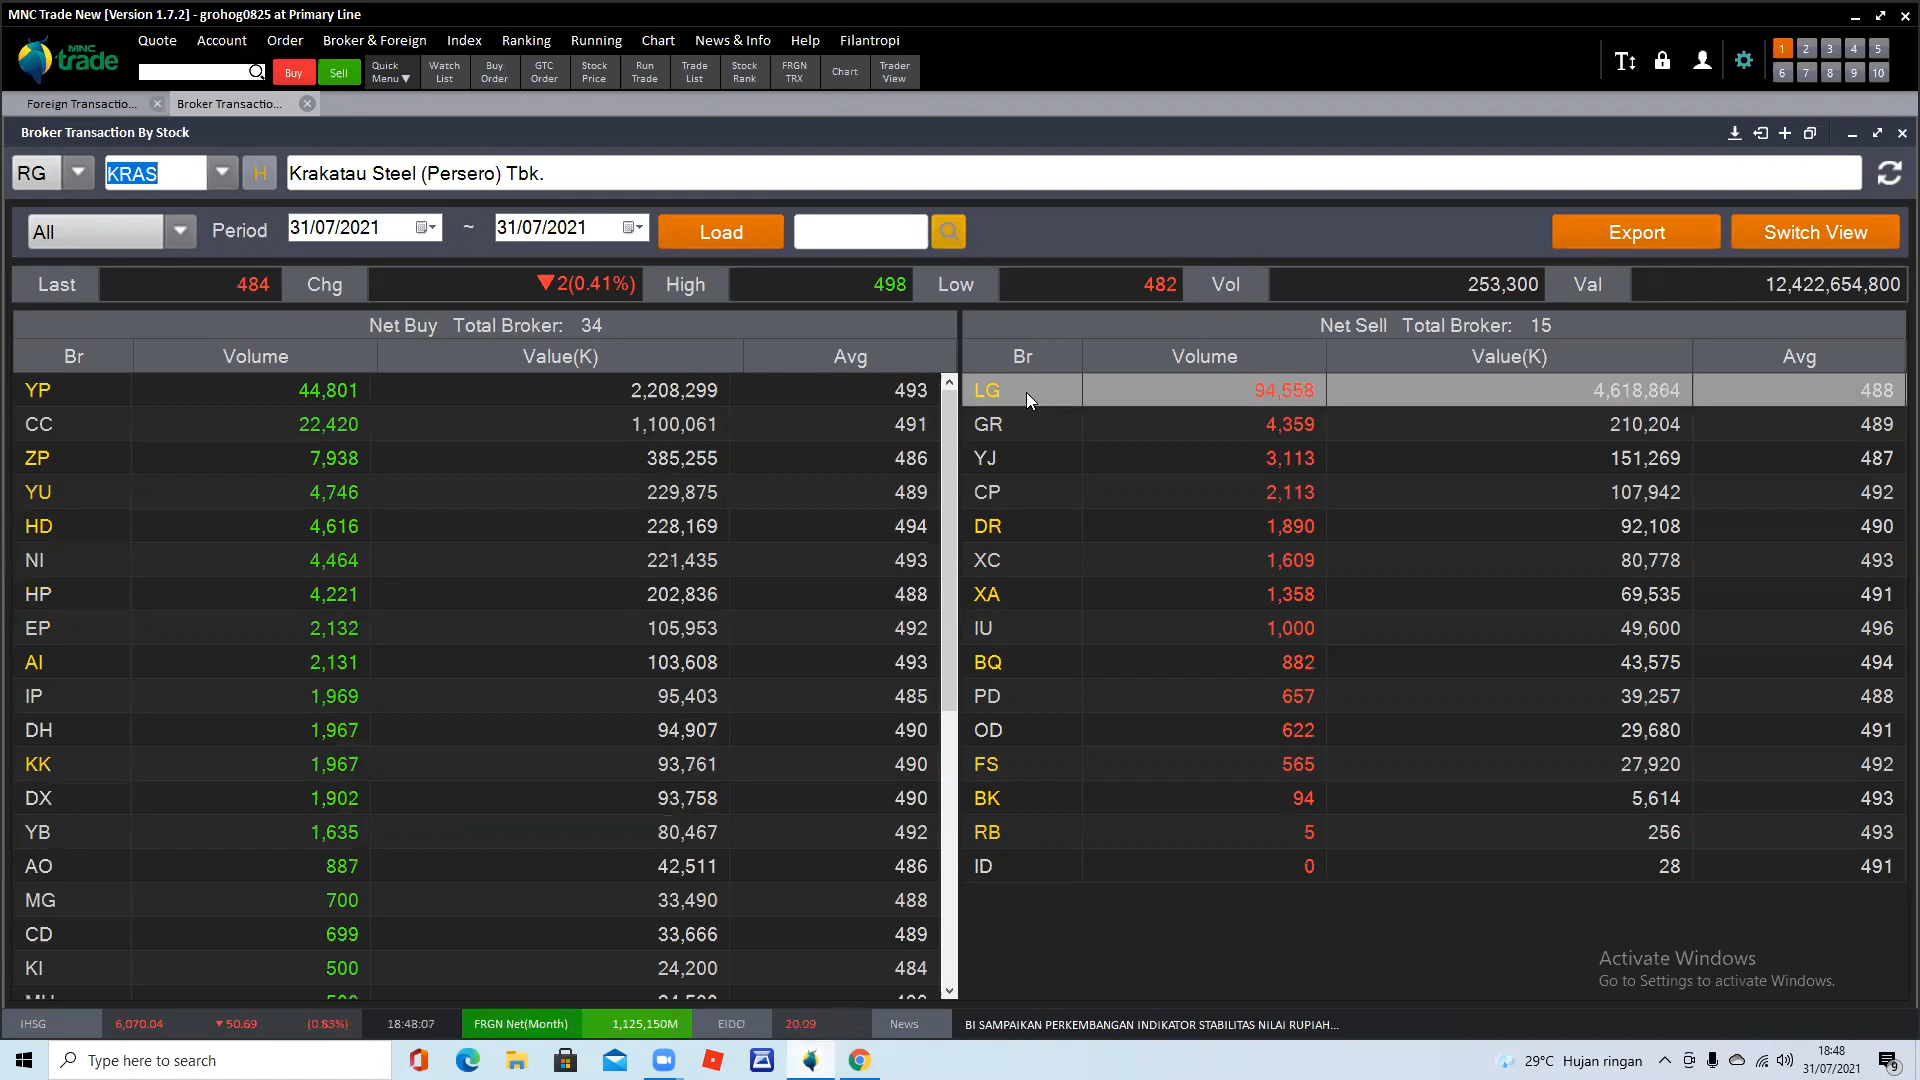 MNC Trade New [Version 1.7.2] - grohog0825 at Primary Line
MNC trade
Quote Account Order Broker & Foreign Index Ranking Running Chart News & Info Help Filantropi
Buy Sell Quick Menu▼ Watch List Buy Order GTC Order Stock Price Run Trade Trade List Stock Rank FRGN TRX Chart Trader View
1 2 3 4 5
6 7 8 9 10
Foreign Transactio... Broker Transactio...
Broker Transaction By Stock
RG KRAS H Krakatau Steel (Persero) Tbk.
All Period 31/07/2021 ~ 31/07/2021 Load Export Switch View
Last 484 Chg ▼2(0.41%) High 498 Low 482 Vol 253,300 Val 12,422,654,800
Net Buy Total Broker: 34 Net Sell Total Broker: 15
Br Volume Value(K) Avg Br Volume Value(K) Avg
YP 44,801 2,208,299 493 LG 94,558 4,618,864 488
CC 22,420 1,100,061 491 GR 4,359 210,204 489
ZP 7,938 385,255 486 YJ 3,113 151,269 487
YU 4,746 229,875 489 CP 2,113 107,942 492
HD 4,616 228,169 494 DR 1,890 92,108 490
NI 4,464 221,435 493 XC 1,609 80,778 493
HP 4,221 202,836 488 XA 1,358 69,535 491
EP 2,132 105,953 492 IU 1,000 49,600 496
AI 2,131 103,608 493 BQ 882 43,575 494
IP 1,969 95,403 485 PD 657 39,257 488
DH 1,967 94,907 490 OD 622 29,680 491
KK 1,967 93,761 490 FS 565 27,920 492
DX 1,902 93,758 490 BK 94 5,614 493
YB 1,635 80,467 492 RB 5 256 493
AO 887 42,511 486 ID 0 28 491
MG 700 33,490 488
CD 699 33,666 489
KI 500 24,200 484
Activate Windows
Go to Settings to activate Windows.
IHSG 6,070.04 ▼50.69 (0.83%) 18:48:07 FRGN Net(Month) 1,125,150M EIDO 20.09 News BI SAMPAIKAN PERKEMBANGAN INDIKATOR STABILITAS NILAI RUPIAH...
Type here to search 29°C Hujan ringan 18:48
31/07/2021 9